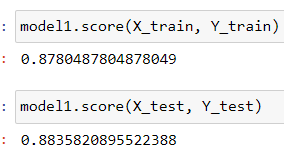 : model1.score(X_train, Y_train)
: 0.8780487804878049
: model1.score(X_test, Y_test)
: 0.8835820895522388